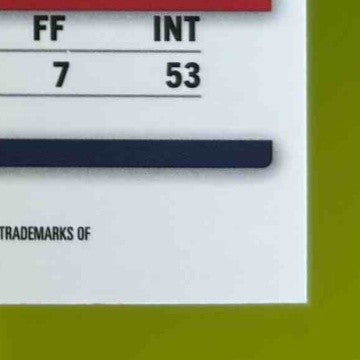 FF INT
7 53
TRADEMARKS OF